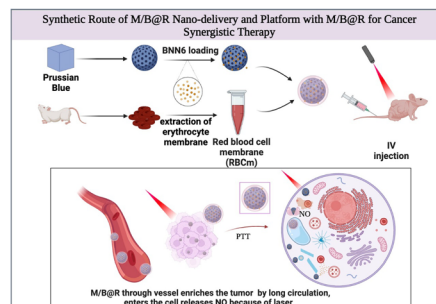 Synthetic Route of M/B@R Nano-delivery and Platform with M/B@R for Cancer
Synergistic Therapy
BNN6 loading
Prussian
Blue
extraction of
erythrocyte
membrane
Red blood cell
membrane
(RBCm)
IV
injection
NO
PTT
M/B@R through vessel enriches the tumor by long circulation,
enters the cell releases NO because of laser